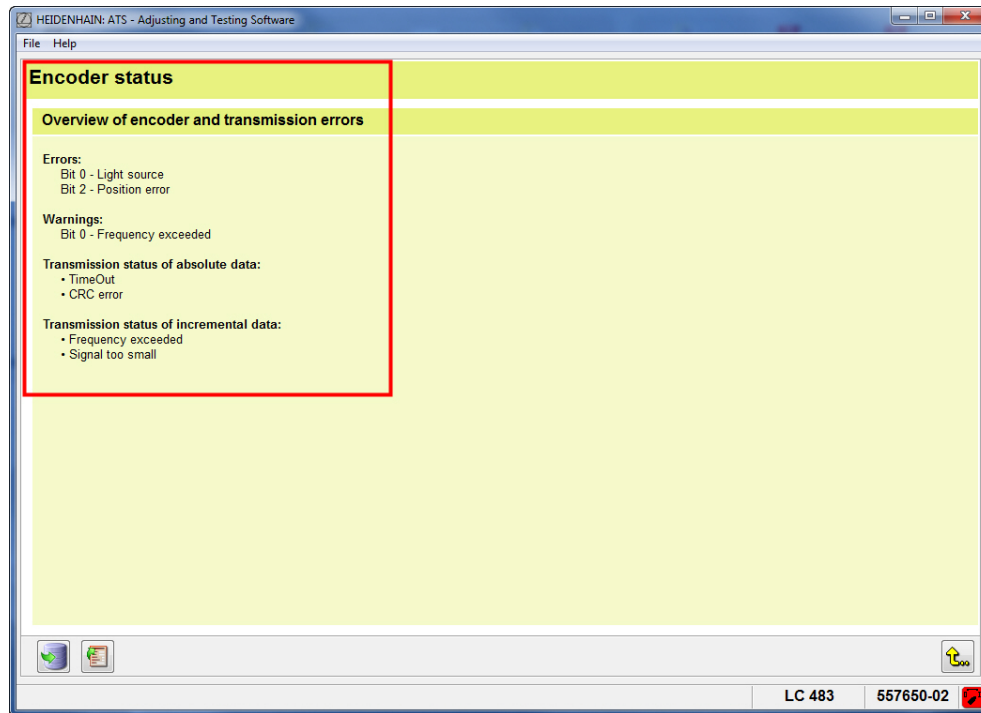 HEIDENHAIN: ATS - Adjusting and Testing Software
File Help
Encoder status
Overview of encoder and transmission errors
Errors:
Bit 0 - Light source
Bit 2 - Position error
Warnings:
Bit 0 - Frequency exceeded
Transmission status of absolute data:
• TimeOut
• CRC error
Transmission status of incremental data:
• Frequency exceeded
• Signal too small
LC 483 557650-02